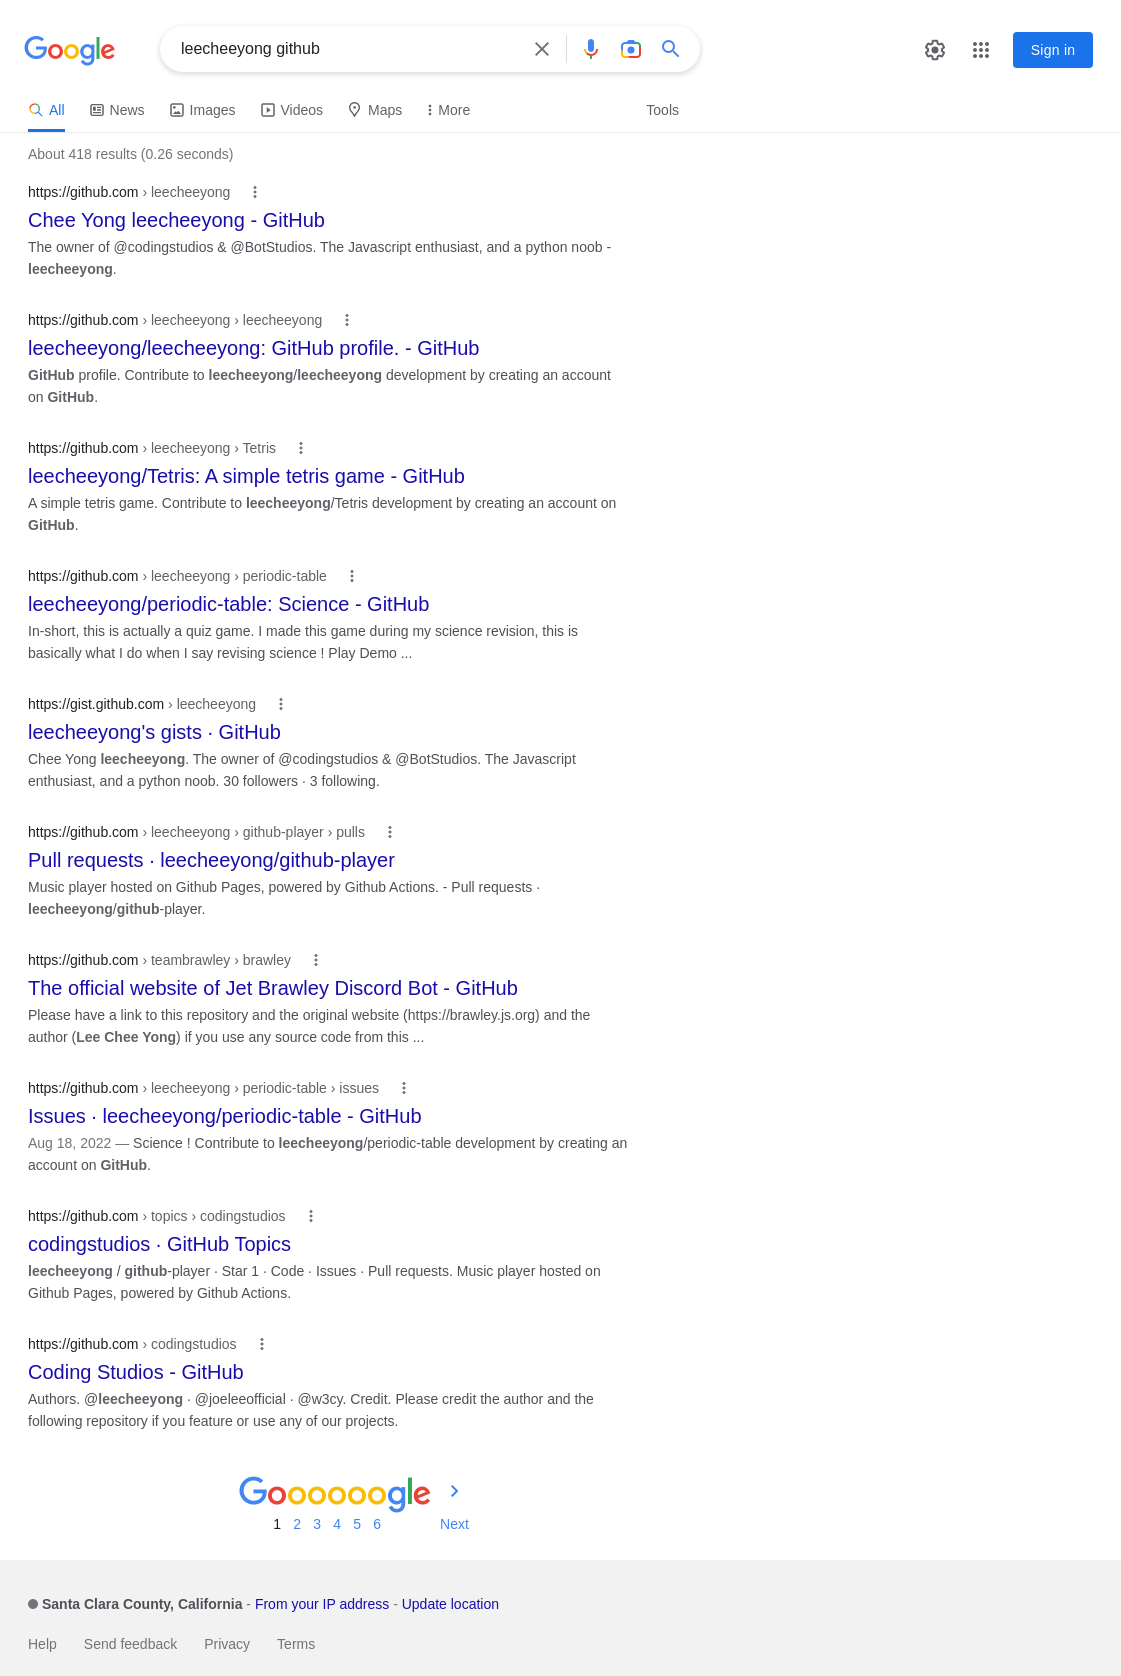 Google
leecheeyong github
Sign in
All
News
Images
Videos
Maps
More
Tools
About 418 results (0.26 seconds)
https://github.com › leecheeyong
Chee Yong leecheeyong - GitHub
The owner of @codingstudios & @BotStudios. The Javascript enthusiast, and a python noob -
leecheeyong.
https://github.com › leecheeyong › leecheeyong
leecheeyong/leecheeyong: GitHub profile. - GitHub
GitHub profile. Contribute to leecheeyong/leecheeyong development by creating an account
on GitHub.
https://github.com › leecheeyong › Tetris
leecheeyong/Tetris: A simple tetris game - GitHub
A simple tetris game. Contribute to leecheeyong/Tetris development by creating an account on
GitHub.
https://github.com › leecheeyong › periodic-table
leecheeyong/periodic-table: Science - GitHub
In-short, this is actually a quiz game. I made this game during my science revision, this is
basically what I do when I say revising science ! Play Demo ...
https://gist.github.com › leecheeyong
leecheeyong's gists · GitHub
Chee Yong leecheeyong. The owner of @codingstudios & @BotStudios. The Javascript
enthusiast, and a python noob. 30 followers · 3 following.
https://github.com › leecheeyong › github-player › pulls
Pull requests · leecheeyong/github-player
Music player hosted on Github Pages, powered by Github Actions. - Pull requests ·
leecheeyong/github-player.
https://github.com › teambrawley › brawley
The official website of Jet Brawley Discord Bot - GitHub
Please have a link to this repository and the original website (https://brawley.js.org) and the
author (Lee Chee Yong) if you use any source code from this ...
https://github.com › leecheeyong › periodic-table › issues
Issues · leecheeyong/periodic-table - GitHub
Aug 18, 2022 — Science ! Contribute to leecheeyong/periodic-table development by creating an
account on GitHub.
https://github.com › topics › codingstudios
codingstudios · GitHub Topics
leecheeyong / github-player · Star 1 · Code · Issues · Pull requests. Music player hosted on
Github Pages, powered by Github Actions.
https://github.com › codingstudios
Coding Studios - GitHub
Authors. @leecheeyong · @joeleeofficial · @w3cy. Credit. Please credit the author and the
following repository if you feature or use any of our projects.
Goooooogle
1 2 3 4 5 6 Next
Santa Clara County, California - From your IP address - Update location
Help Send feedback Privacy Terms